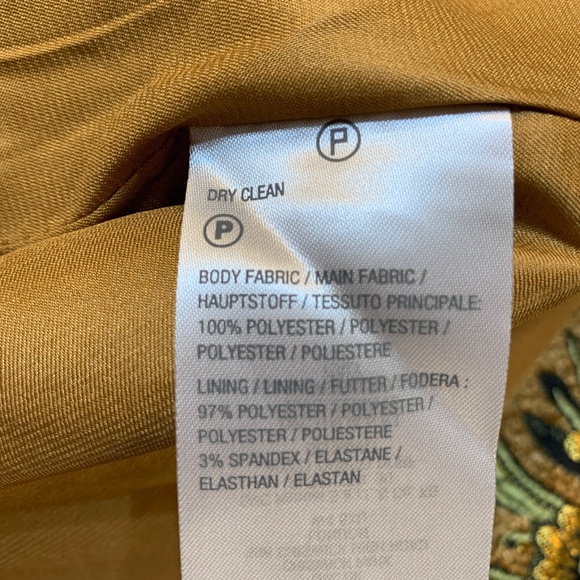 P
DRY CLEAN
P
BODY FABRIC / MAIN FABRIC /
HAUPTSTOFF / TESSUTO PRINCIPALE:
100% POLYESTER / POLYESTER /
POLYESTER / POLIESTERE
LINING / LINING / FUTTER / FODERA :
97% POLYESTER / POLYESTER /
POLYESTER / POLIESTERE
3% SPANDEX / ELASTANE /
ELASTHAN / ELASTAN